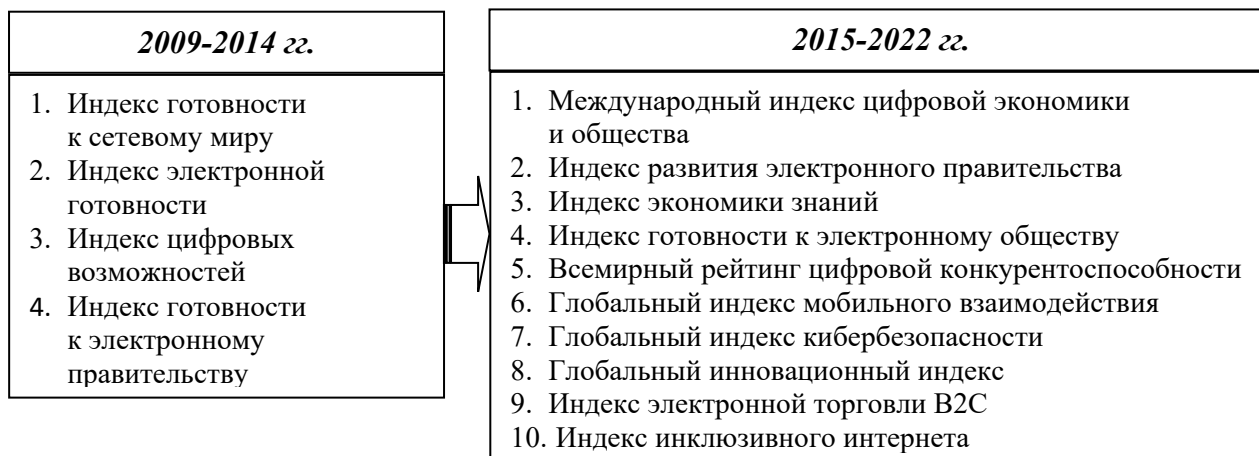 2009-2014 гг.
1. Индекс готовности
к сетевому миру
2. Индекс электронной
готовности
3. Индекс цифровых
возможностей
4. Индекс готовности
к электронному
правительству
2015-2022 гг.
1. Международный индекс цифровой экономики
и общества
2. Индекс развития электронного правительства
3. Индекс экономики знаний
4. Индекс готовности к электронному обществу
5. Всемирный рейтинг цифровой конкурентоспособности
6. Глобальный индекс мобильного взаимодействия
7. Глобальный индекс кибербезопасности
8. Глобальный инновационный индекс
9. Индекс электронной торговли B2C
10. Индекс инклюзивного интернета